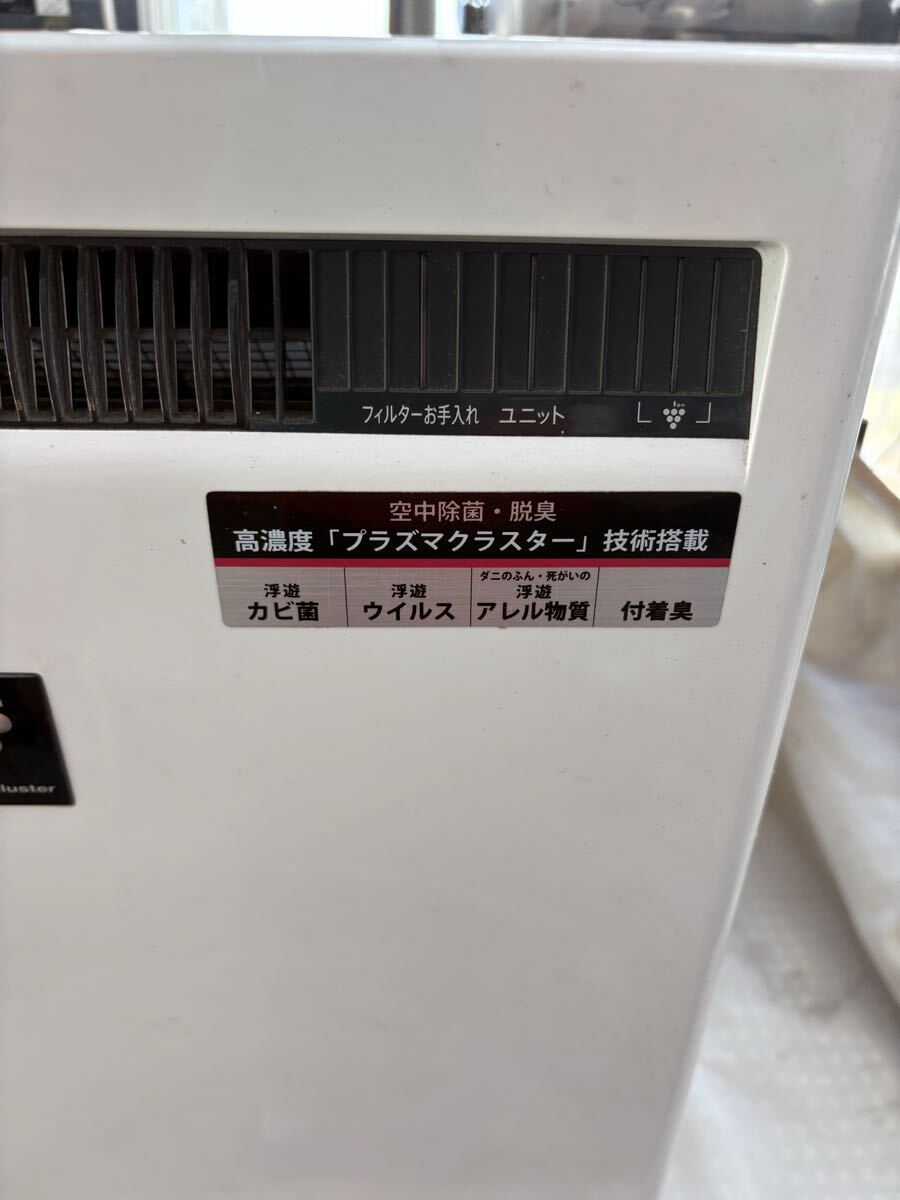 フィルターお手入れ ユニット
ion
空中除菌・脱臭
高濃度「プラズマクラスター」技術搭載
浮遊
カビ菌
浮遊
ウイルス
ダニのふん・死がいの
浮遊
アレル物質
付着臭
luster